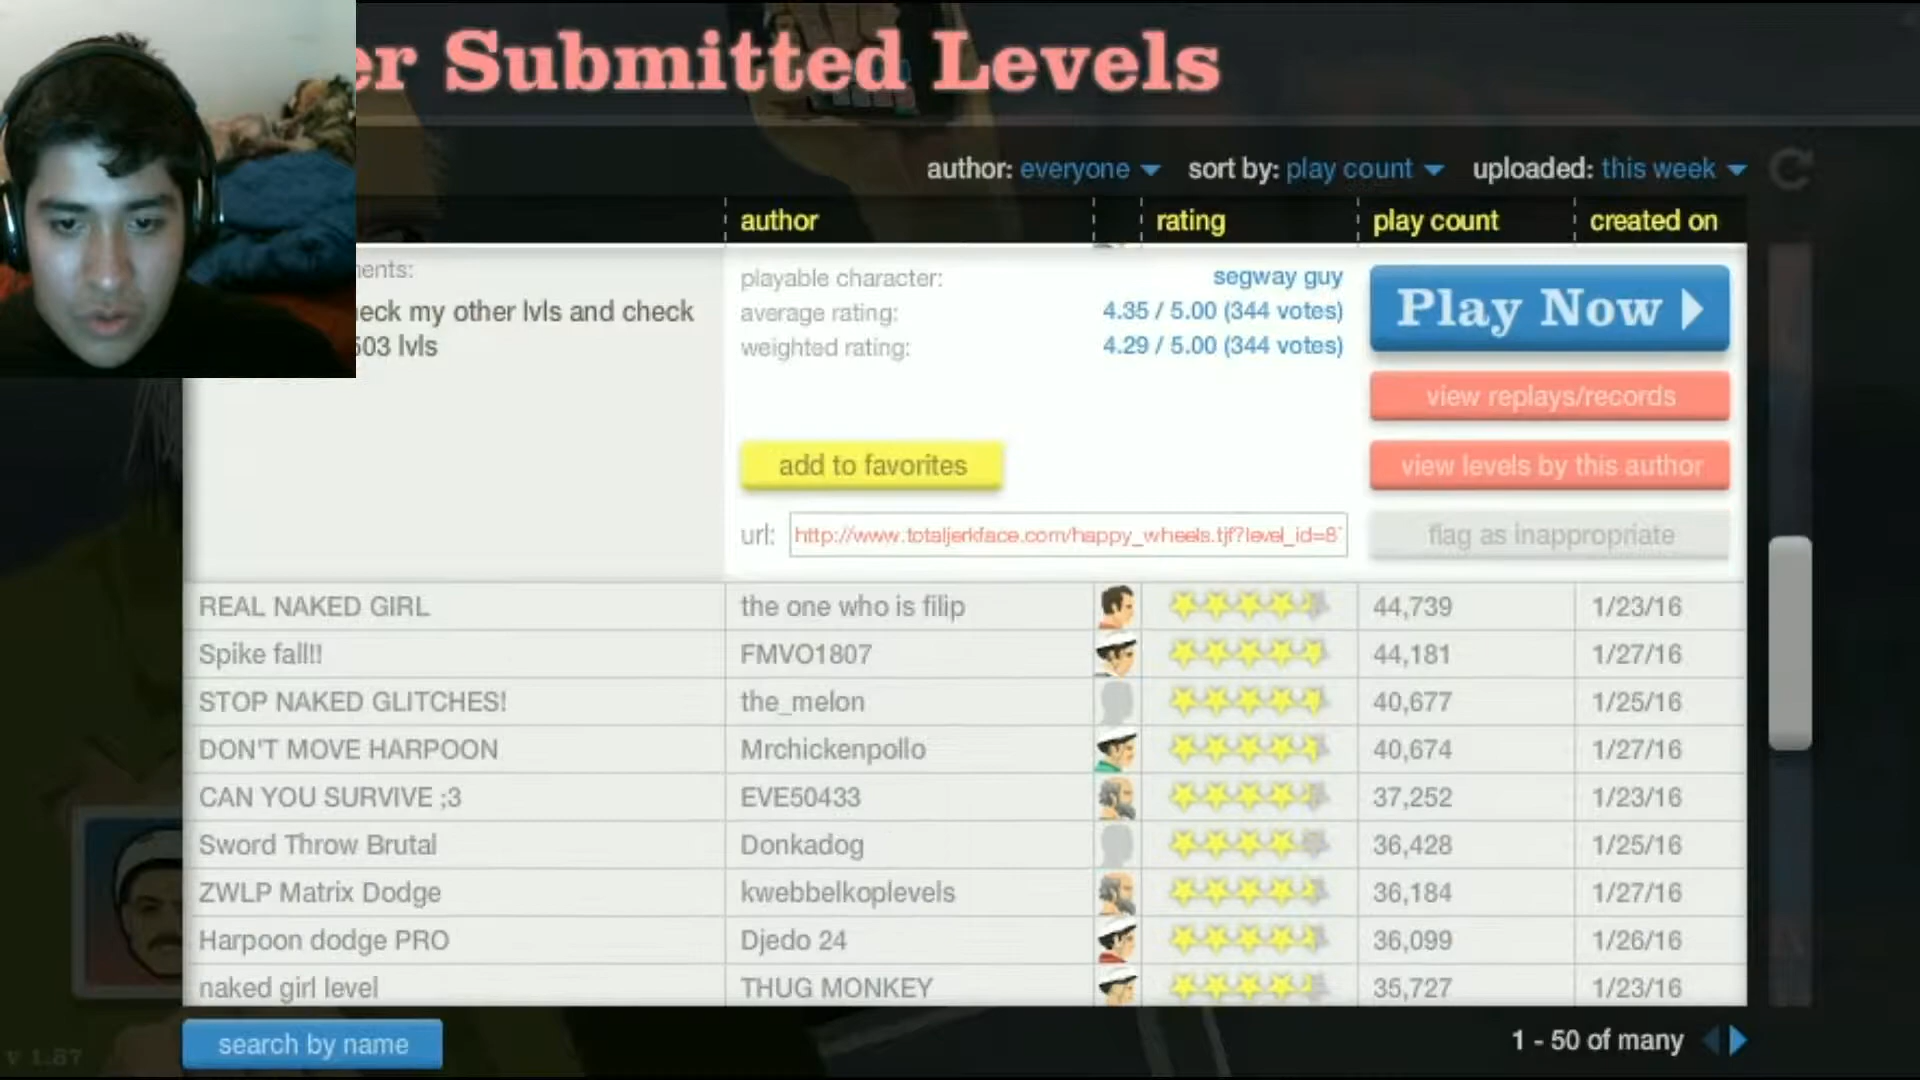 er Submitted Levels
author: everyone sort by: play count uploaded: this week
author rating play count created on
ents:
eck my other lvls and check
503 lvls
playable character: segway guy
average rating: 4.35 / 5.00 (344 votes)
weighted rating: 4.29 / 5.00 (344 votes)
Play Now
view replays/records
add to favorites
view levels by this author
url: http://www.totaljerkface.com/happy_wheels.tjf?level_id=8
flag as inappropriate
REAL NAKED GIRL the one who is filip 44,739 1/23/16
Spike fall!! FMVO1807 44,181 1/27/16
STOP NAKED GLITCHES! the_melon 40,677 1/25/16
DON'T MOVE HARPOON Mrchickenpollo 40,674 1/27/16
CAN YOU SURVIVE ;3 EVE50433 37,252 1/23/16
Sword Throw Brutal Donkadog 36,428 1/25/16
ZWLP Matrix Dodge kwebbelkoplevels 36,184 1/27/16
Harpoon dodge PRO Djedo 24 36,099 1/26/16
naked girl level THUG MONKEY 35,727 1/23/16
search by name
1 - 50 of many
v 1.87